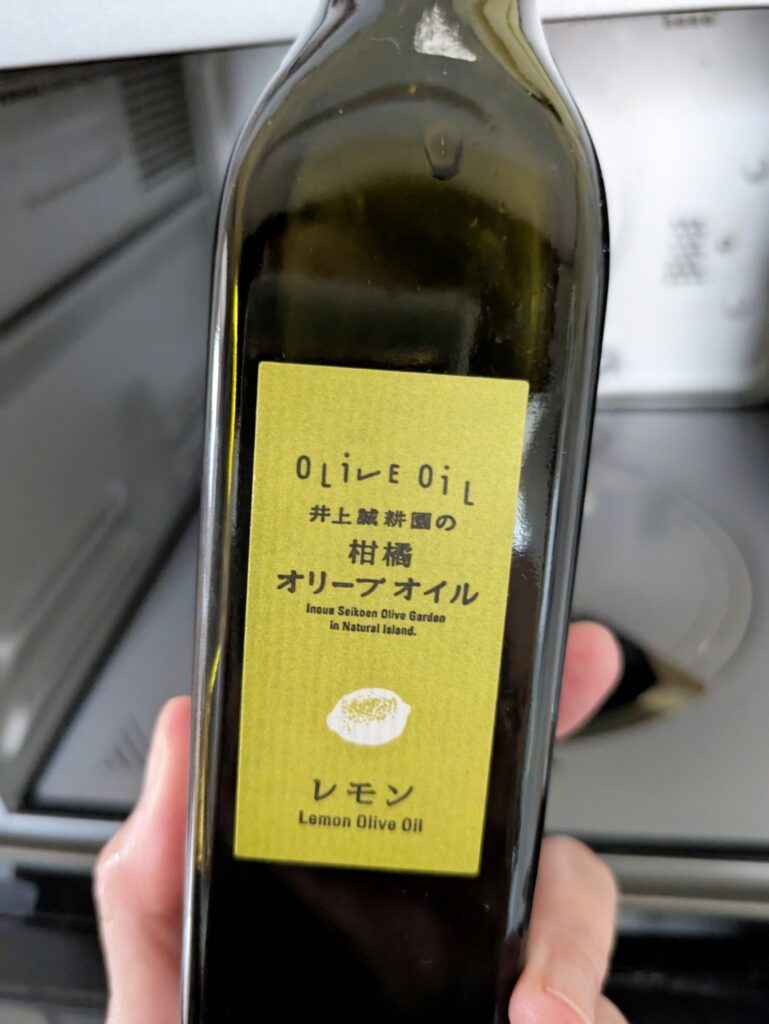 OLiVE OiL
井上誠耕園の
柑橘
オリーブ オイル
Inoue Seikoen Olive Garden
in Natural Island.
レモン
Lemon Olive Oil